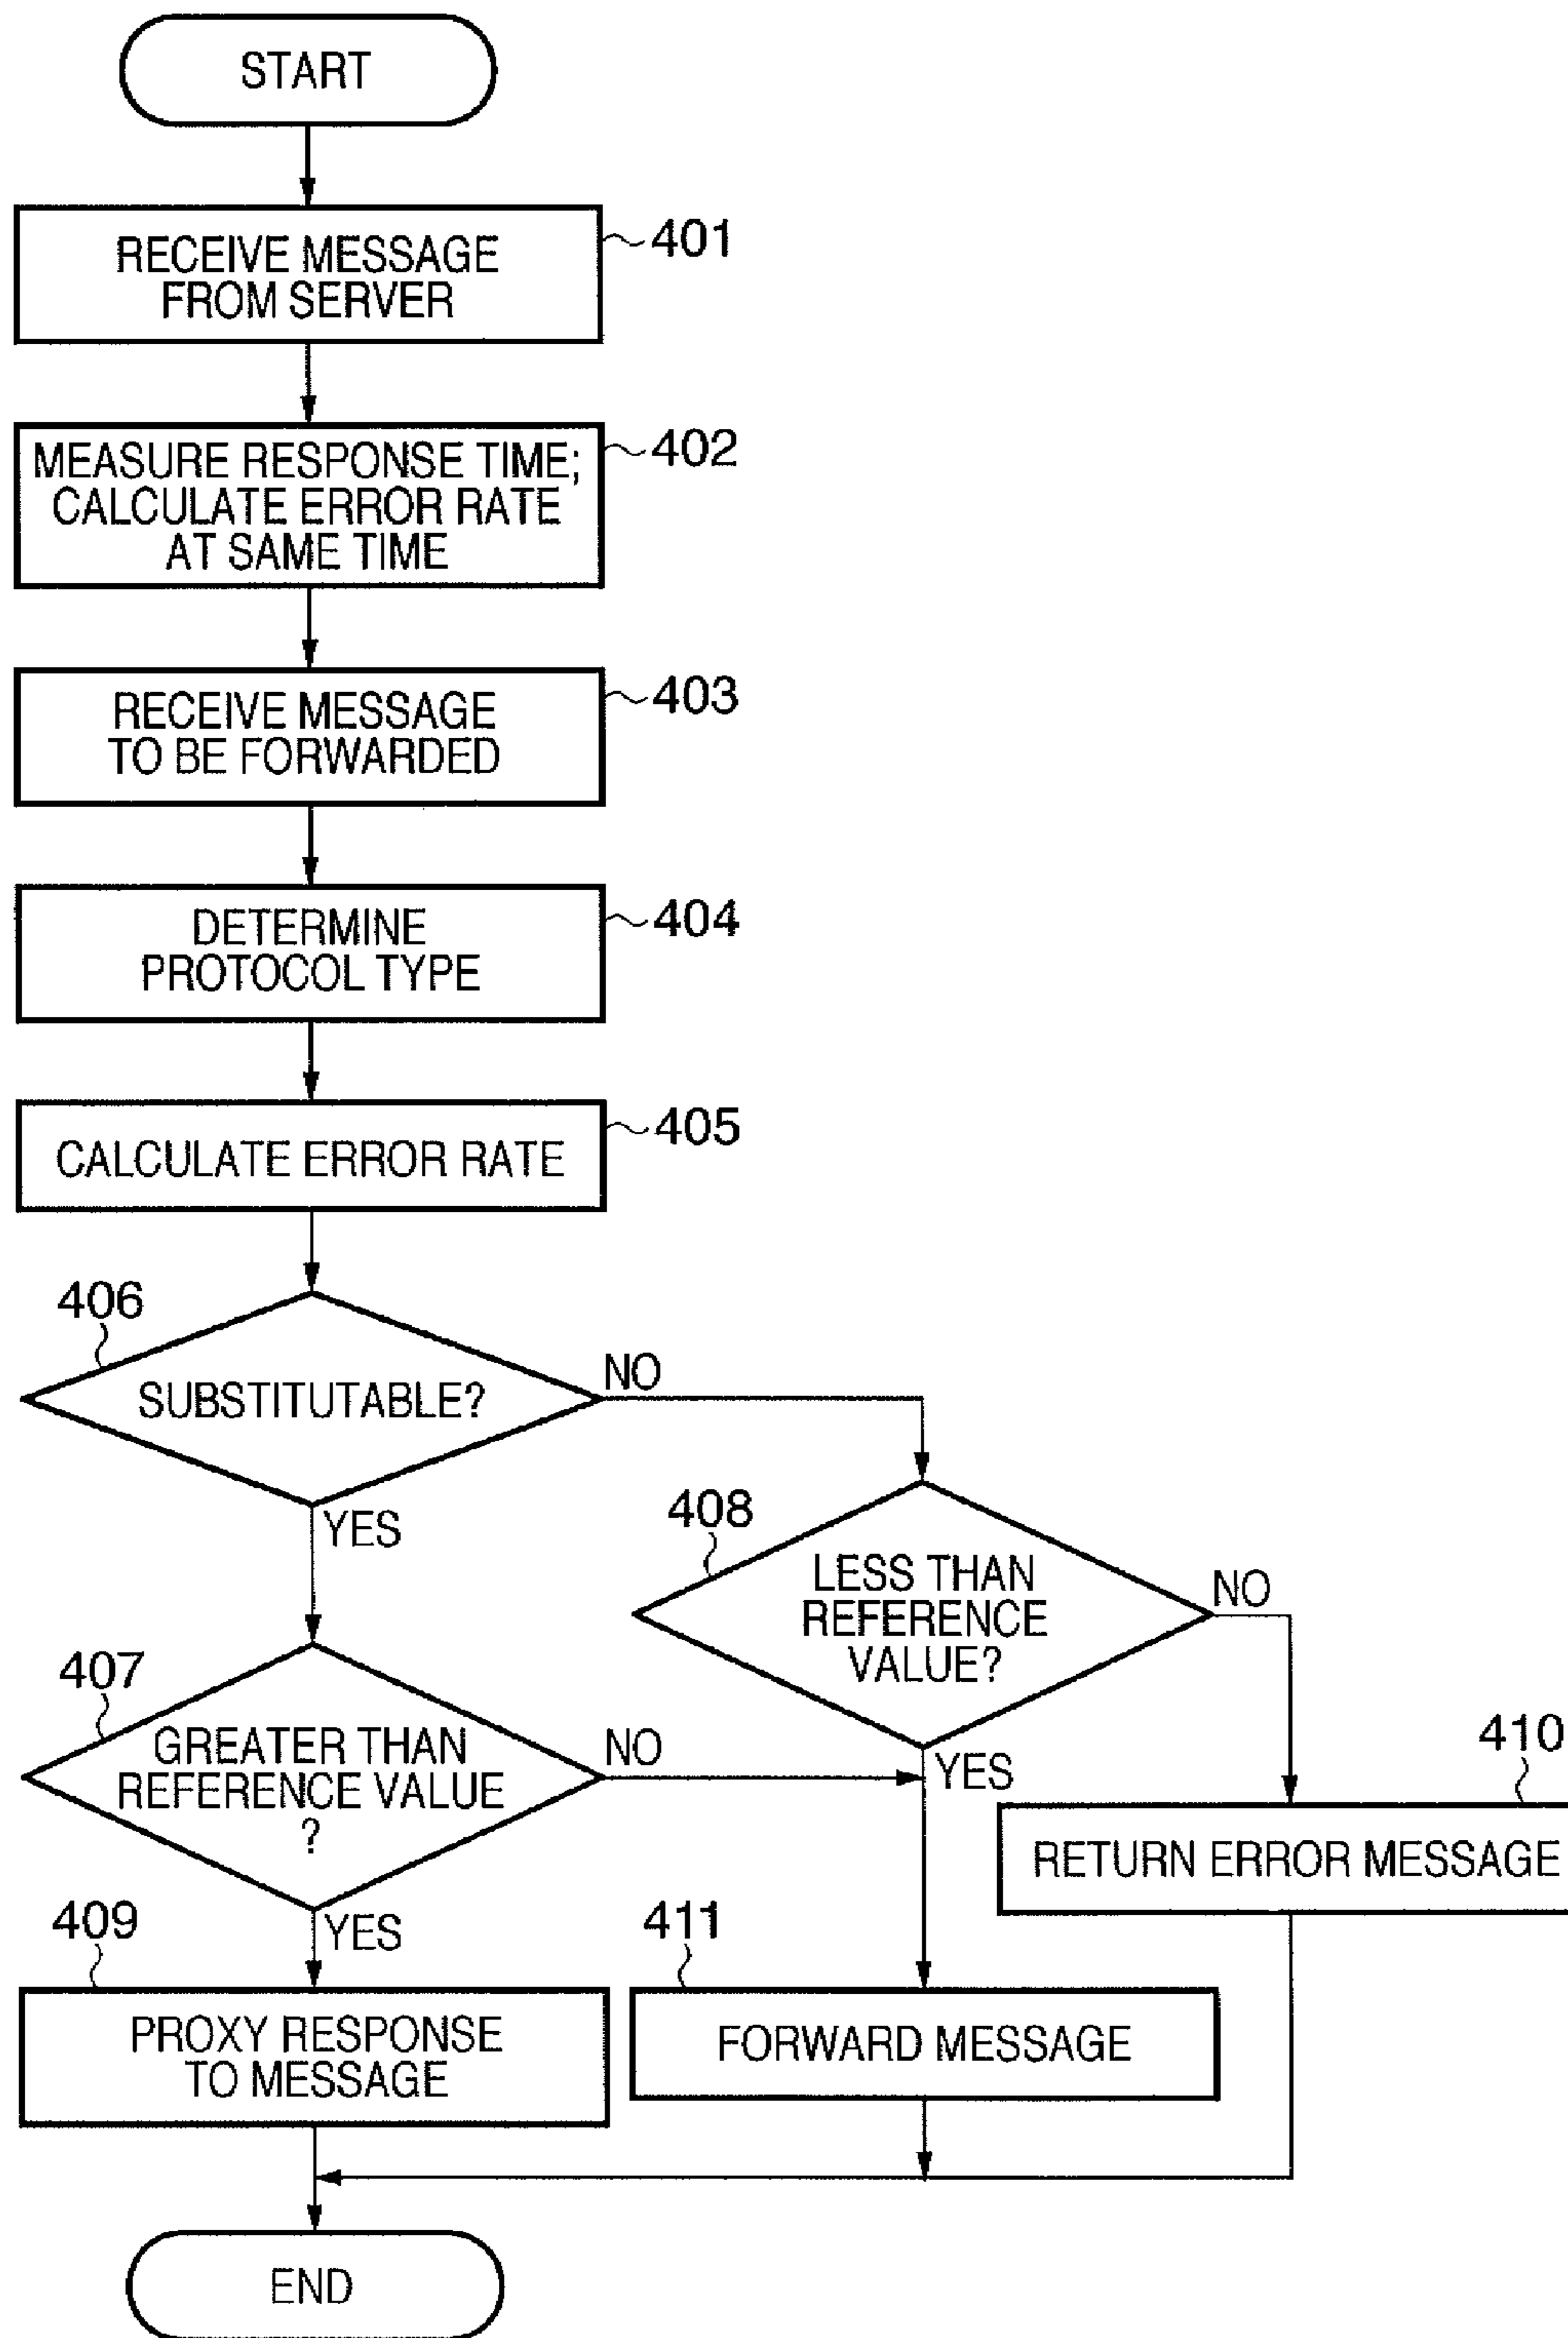 START
RECEIVE MESSAGE
FROM SERVER
401
MEASURE RESPONSE TIME;
CALCULATE ERROR RATE
AT SAME TIME
402
RECEIVE MESSAGE
TO BE FORWARDED
403
DETERMINE
PROTOCOL TYPE
404
CALCULATE ERROR RATE
405
406
SUBSTITUTABLE?
NO
YES
408
LESS THAN
REFERENCE
VALUE?
NO
YES
407
GREATER THAN
REFERENCE VALUE
?
NO
YES
410
RETURN ERROR MESSAGE
409
PROXY RESPONSE
TO MESSAGE
411
FORWARD MESSAGE
END